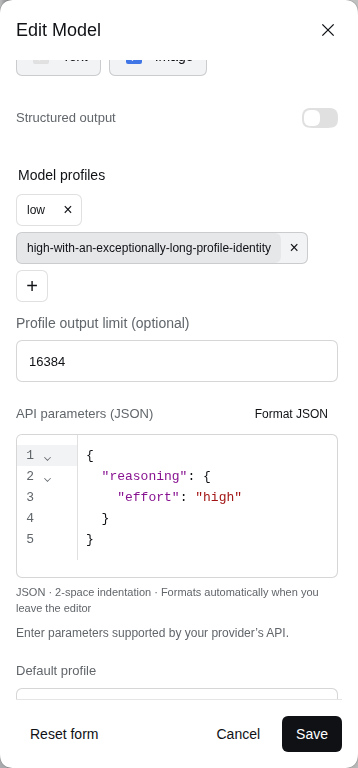 Edit Model
Structured output
Model profiles
low ×
high-with-an-exceptionally-long-profile-identity ×
+
Profile output limit (optional)
16384
API parameters (JSON)
Format JSON
1 {
2 "reasoning": {
3 "effort": "high"
4 }
5 }
JSON · 2-space indentation · Formats automatically when you
leave the editor
Enter parameters supported by your provider’s API.
Default profile
Reset form
Cancel
Save